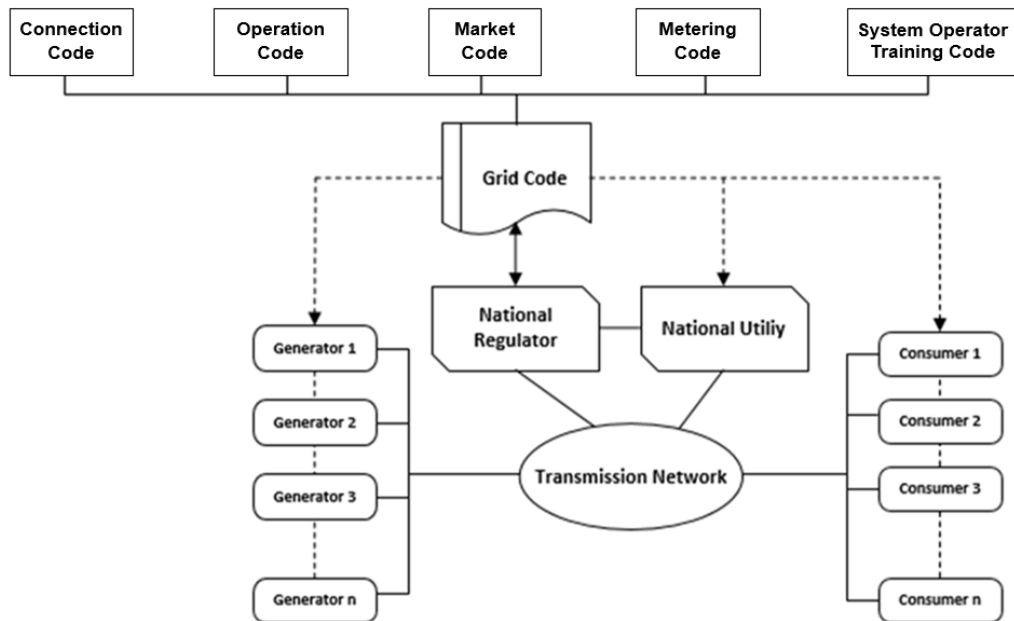 Connection
Code
Operation
Code
Market
Code
Metering
Code
System Operator
Training Code
Grid Code
National
Regulator
National Utiliy
Generator 1
Generator 2
Generator 3
Generator n
Transmission Network
Consumer 1
Consumer 2
Consumer 3
Consumer n